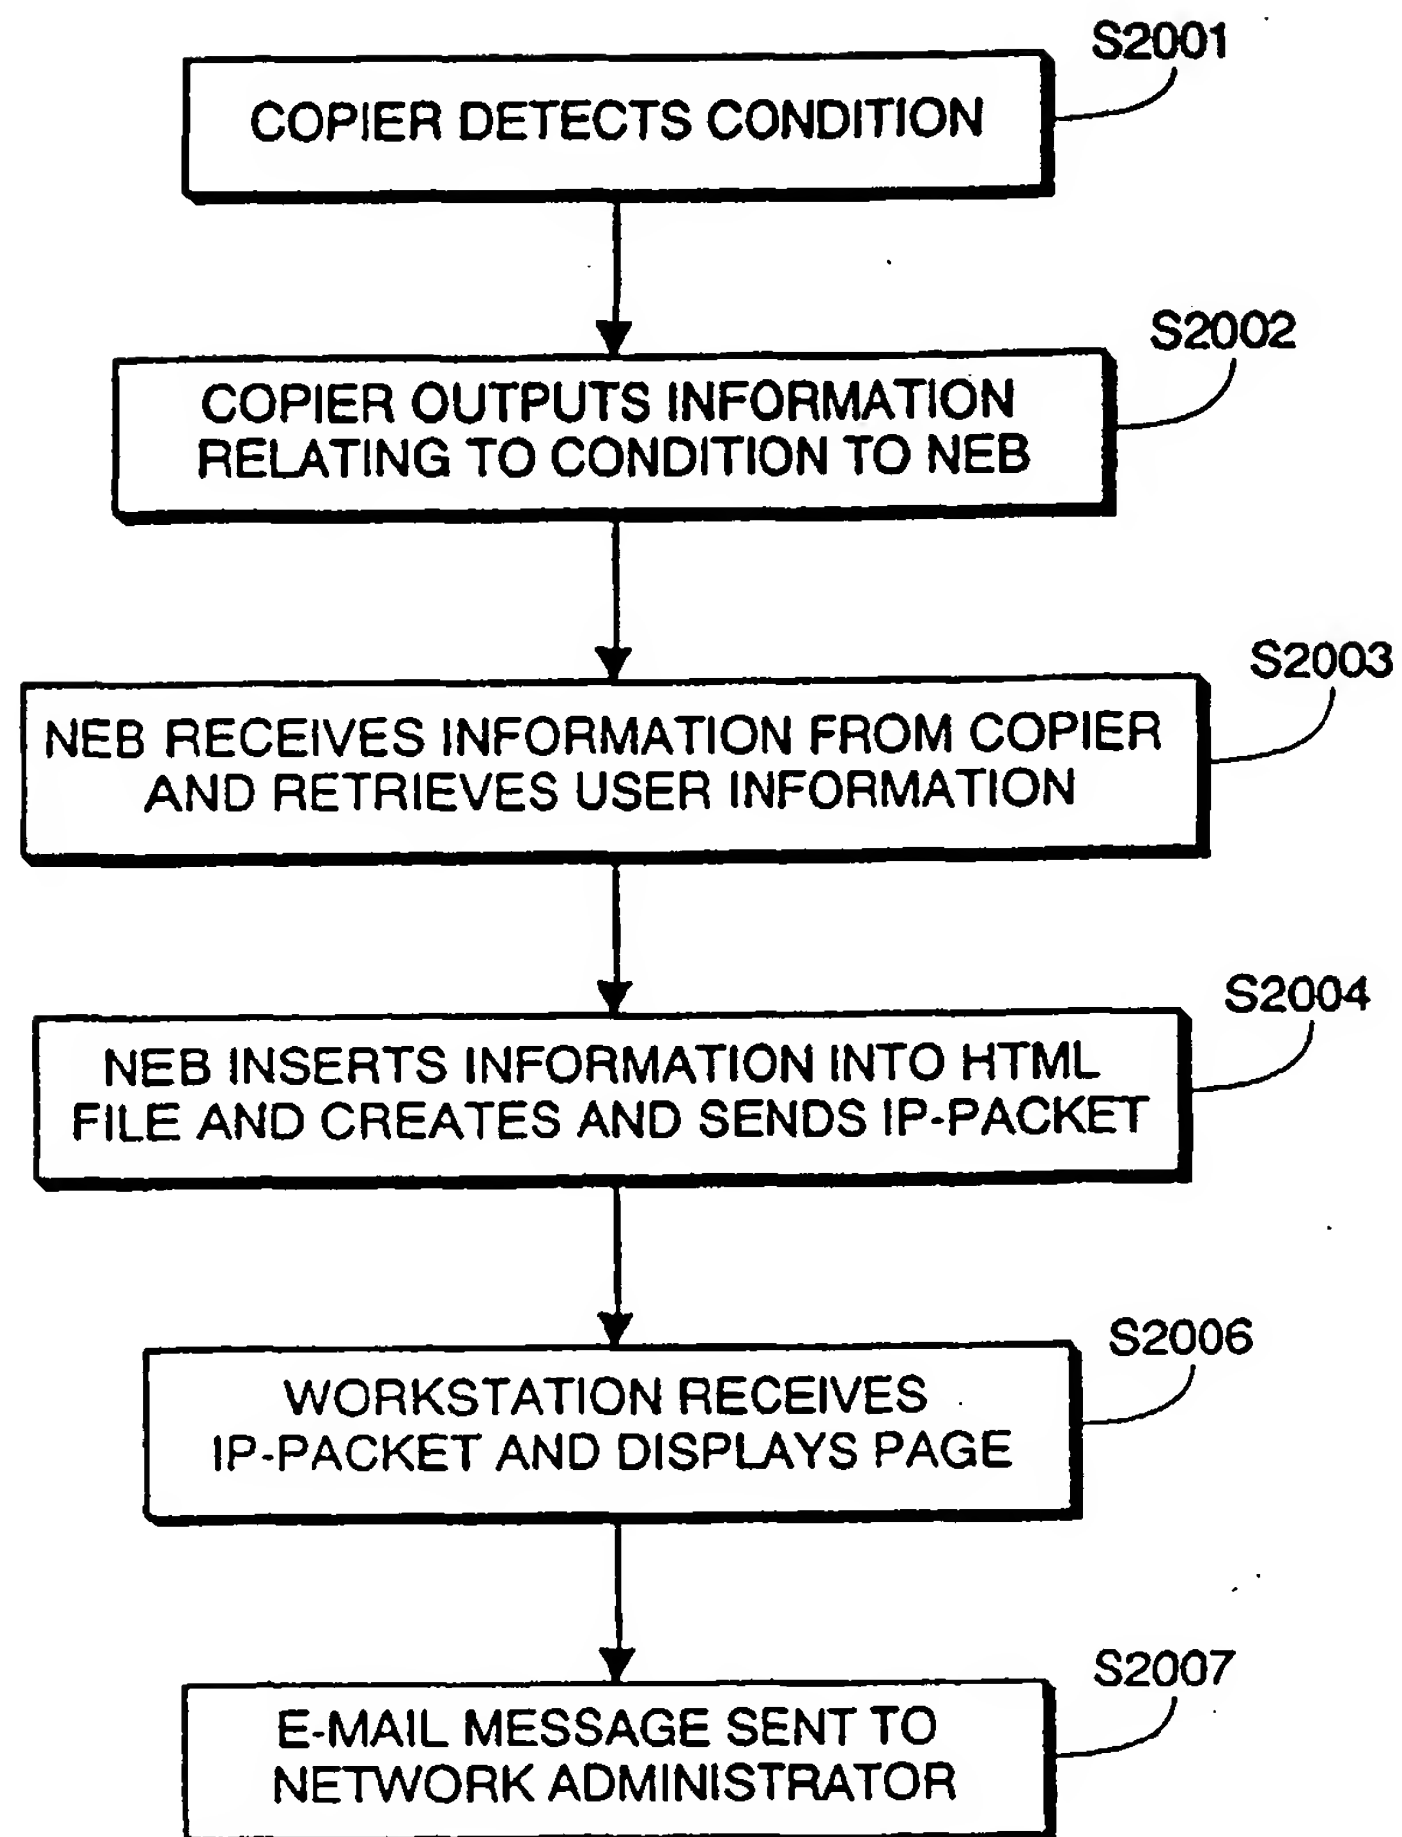 S2001
COPIER DETECTS CONDITION
S2002
COPIER OUTPUTS INFORMATION
RELATING TO CONDITION TO NEB
S2003
NEB RECEIVES INFORMATION FROM COPIER
AND RETRIEVES USER INFORMATION
S2004
NEB INSERTS INFORMATION INTO HTML
FILE AND CREATES AND SENDS IP-PACKET
S2006
WORKSTATION RECEIVES
IP-PACKET AND DISPLAYS PAGE
S2007
E-MAIL MESSAGE SENT TO
NETWORK ADMINISTRATOR